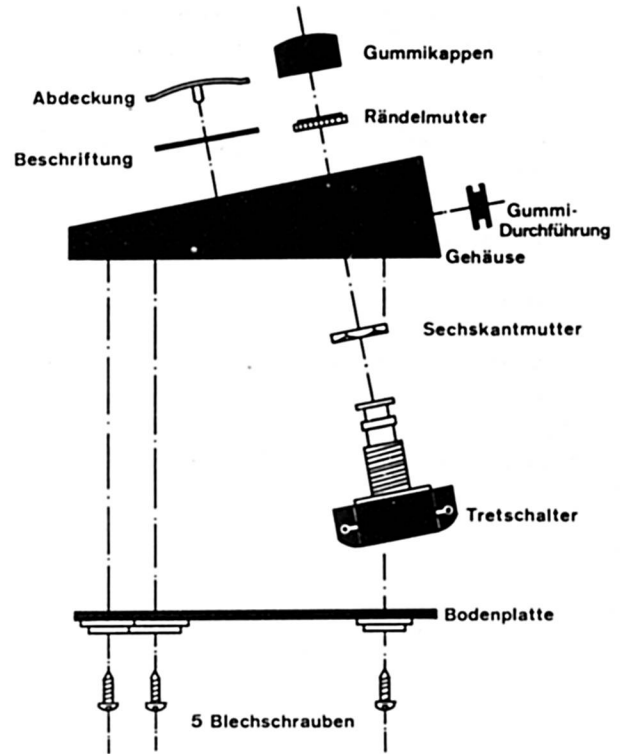 Gummikappen
Abdeckung
Rändelmutter
Beschriftung
Gummi-
Durchführung
Gehäuse
Sechskantmutter
Tretschalter
Bodenplatte
5 Blechschrauben